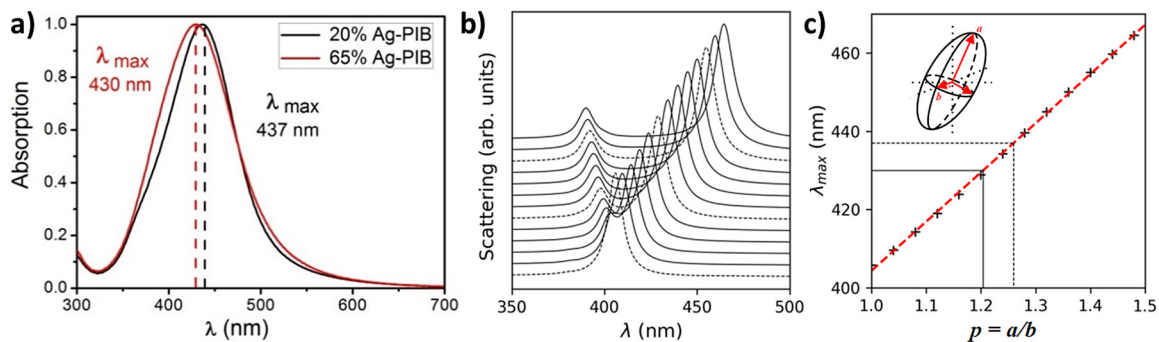 a)
1.0
0.8
0.6
0.4
0.2
0.0
Absorption
λ max
430 nm
20% Ag-PIB
65% Ag-PIB
λ max
437 nm
300 400 500 600 700
λ (nm)
b)
Scattering (arb. units)
350 400 450 500
λ (nm)
c)
460
440
420
400
λmax (nm)
a
b
1.0 1.1 1.2 1.3 1.4 1.5
p = a/b